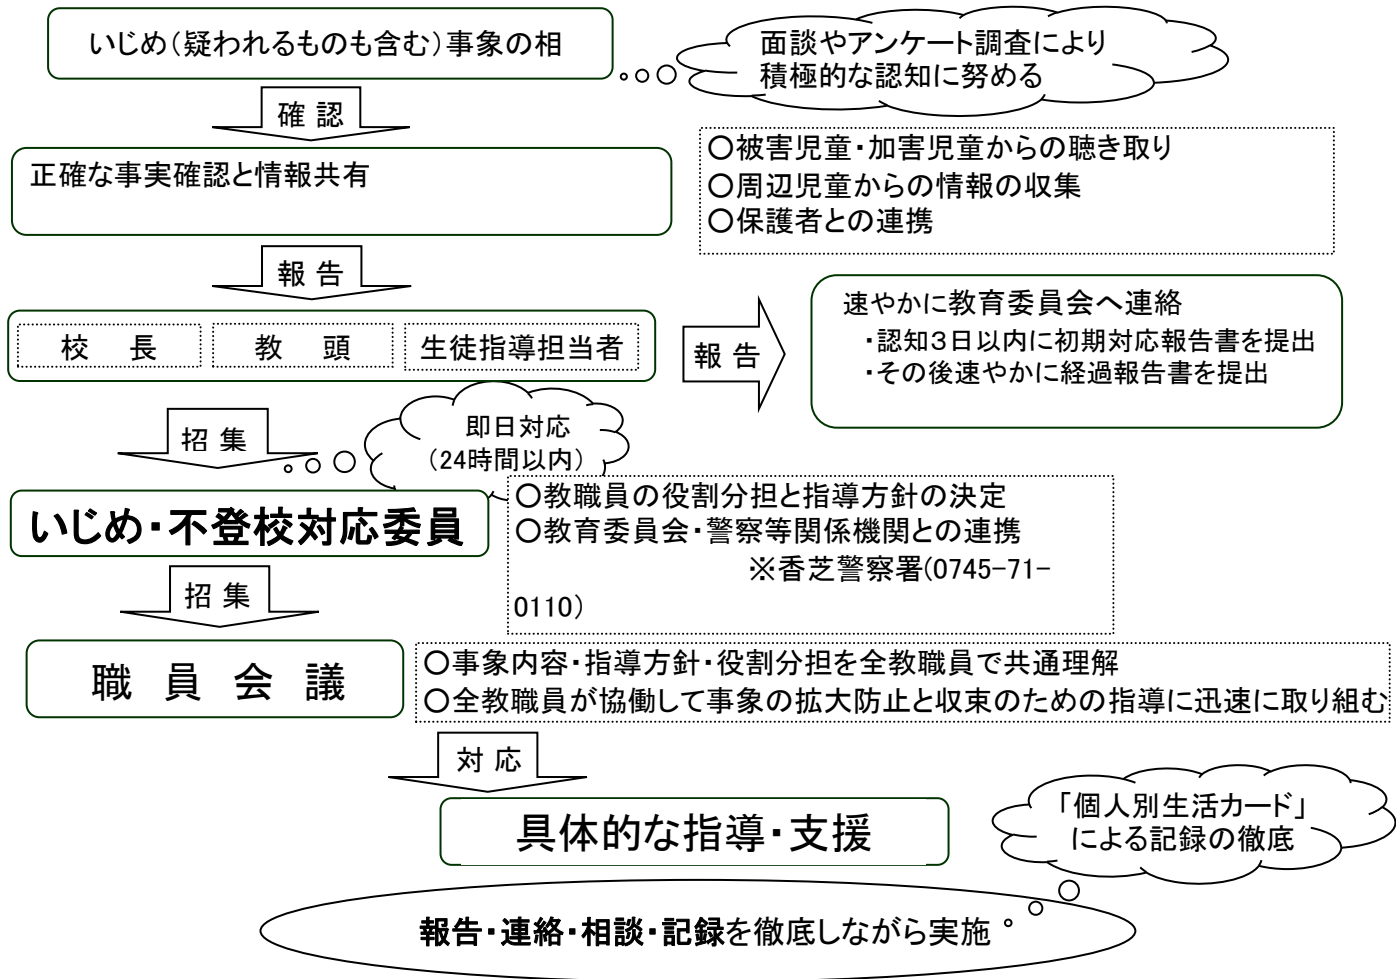 いじめ（疑われるものも含む）事象の相
面談やアンケート調査により
積極的な認知に努める
確 認
正確な事実確認と情報共有
〇被害児童・加害児童からの聴き取り
〇周辺児童からの情報の収集
〇保護者との連携
報 告
校　長
教　頭
生徒指導担当者
報 告
速やかに教育委員会へ連絡
・認知３日以内に初期対応報告書を提出
・その後速やかに経過報告書を提出
招 集
即日対応
（24時間以内）
いじめ・不登校対応委員
〇教職員の役割分担と指導方針の決定
〇教育委員会・警察等関係機関との連携
※香芝警察署(0745-71-
0110）
招 集
職 員 会 議
〇事象内容・指導方針・役割分担を全教職員で共通理解
〇全教職員が協働して事象の拡大防止と収束のための指導に迅速に取り組む
対 応
具体的な指導・支援
「個人別生活カード」
による記録の徹底
報告・連絡・相談・記録を徹底しながら実施